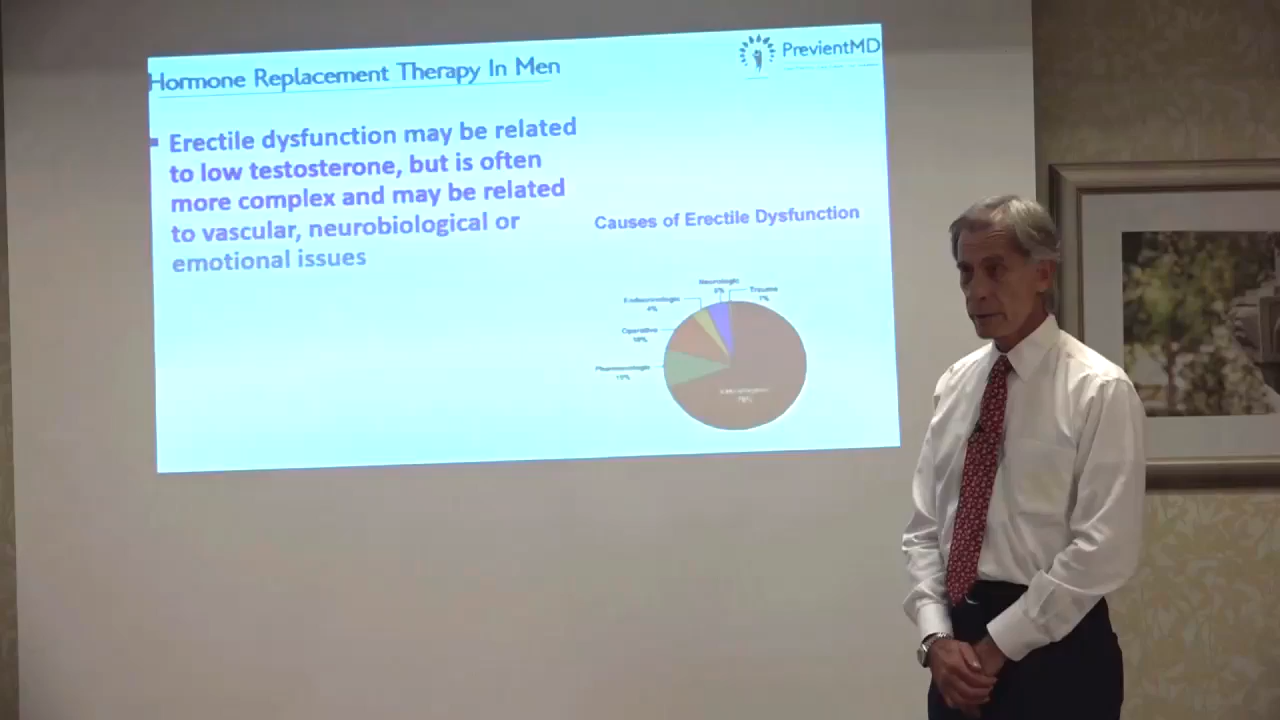 Hormone Replacement Therapy In Men
PrevientMD
Erectile dysfunction may be related
to low testosterone, but is often
more complex and may be related
to vascular, neurobiological or
emotional issues
Causes of Erectile Dysfunction
Neurologic
Trauma
Endocrinologic
Operative
Pharmacologic